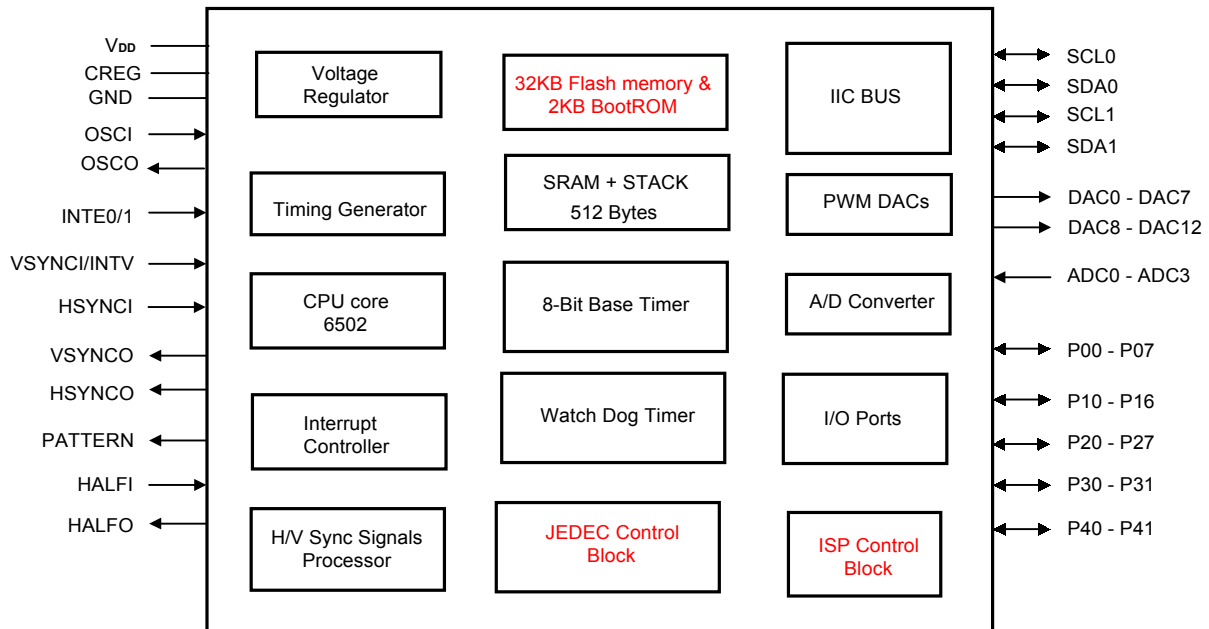 VDD
CREG
GND
OSCI
OSCO
INTE0/1
VSYNCI/INTV
HSYNCI
VSYNCO
HSYNCO
PATTERN
HALFI
HALFO
Voltage
Regulator
Timing Generator
CPU core
6502
Interrupt
Controller
H/V Sync Signals
Processor
32KB Flash memory &
2KB BootROM
SRAM + STACK
512 Bytes
8-Bit Base Timer
Watch Dog Timer
JEDEC Control
Block
IIC BUS
PWM DACs
A/D Converter
I/O Ports
ISP Control
Block
SCL0
SDA0
SCL1
SDA1
DAC0 - DAC7
DAC8 - DAC12
ADC0 - ADC3
P00 - P07
P10 - P16
P20 - P27
P30 - P31
P40 - P41